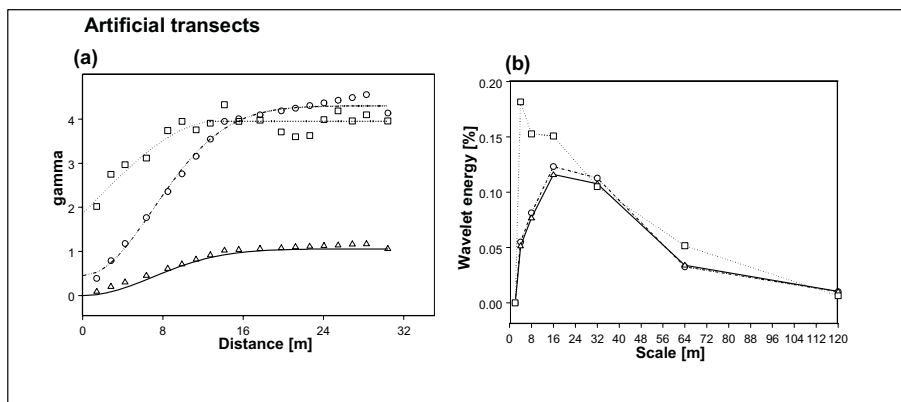 Artificial transects
(a)
gamma
4
3
2
1
0
0 8 16 24 32
Distance [m]
(b)
Wavelet energy [%]
0.20
0.15
0.10
0.05
0.00
0 8 16 24 32 40 48 56 64 72 80 88 96 104 112 120
Scale [m]